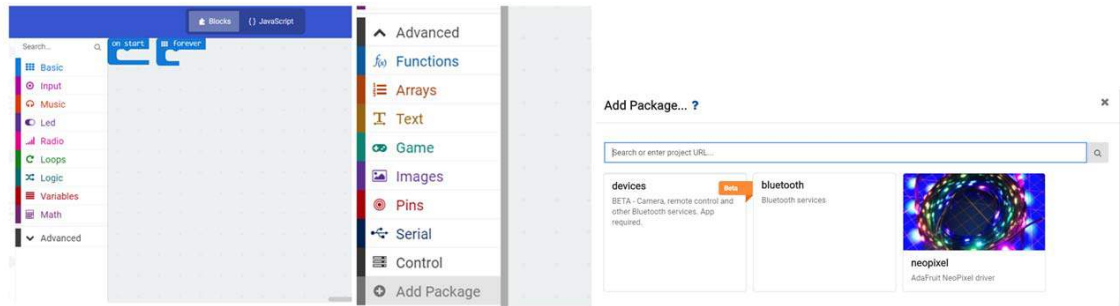 Blocks
{} JavaScript
Search...
on start
forever
Basic
Input
Music
Led
Radio
Loops
Logic
Variables
Math
Advanced
Advanced
f(x) Functions
Arrays
Text
Game
Images
Pins
Serial
Control
Add Package
Add Package... ?
Search or enter project URL...
devices
Beta
BETA - Camera, remote control and
other Bluetooth services. App
required.
bluetooth
Bluetooth services
neopixel
AdaFruit NeoPixel driver